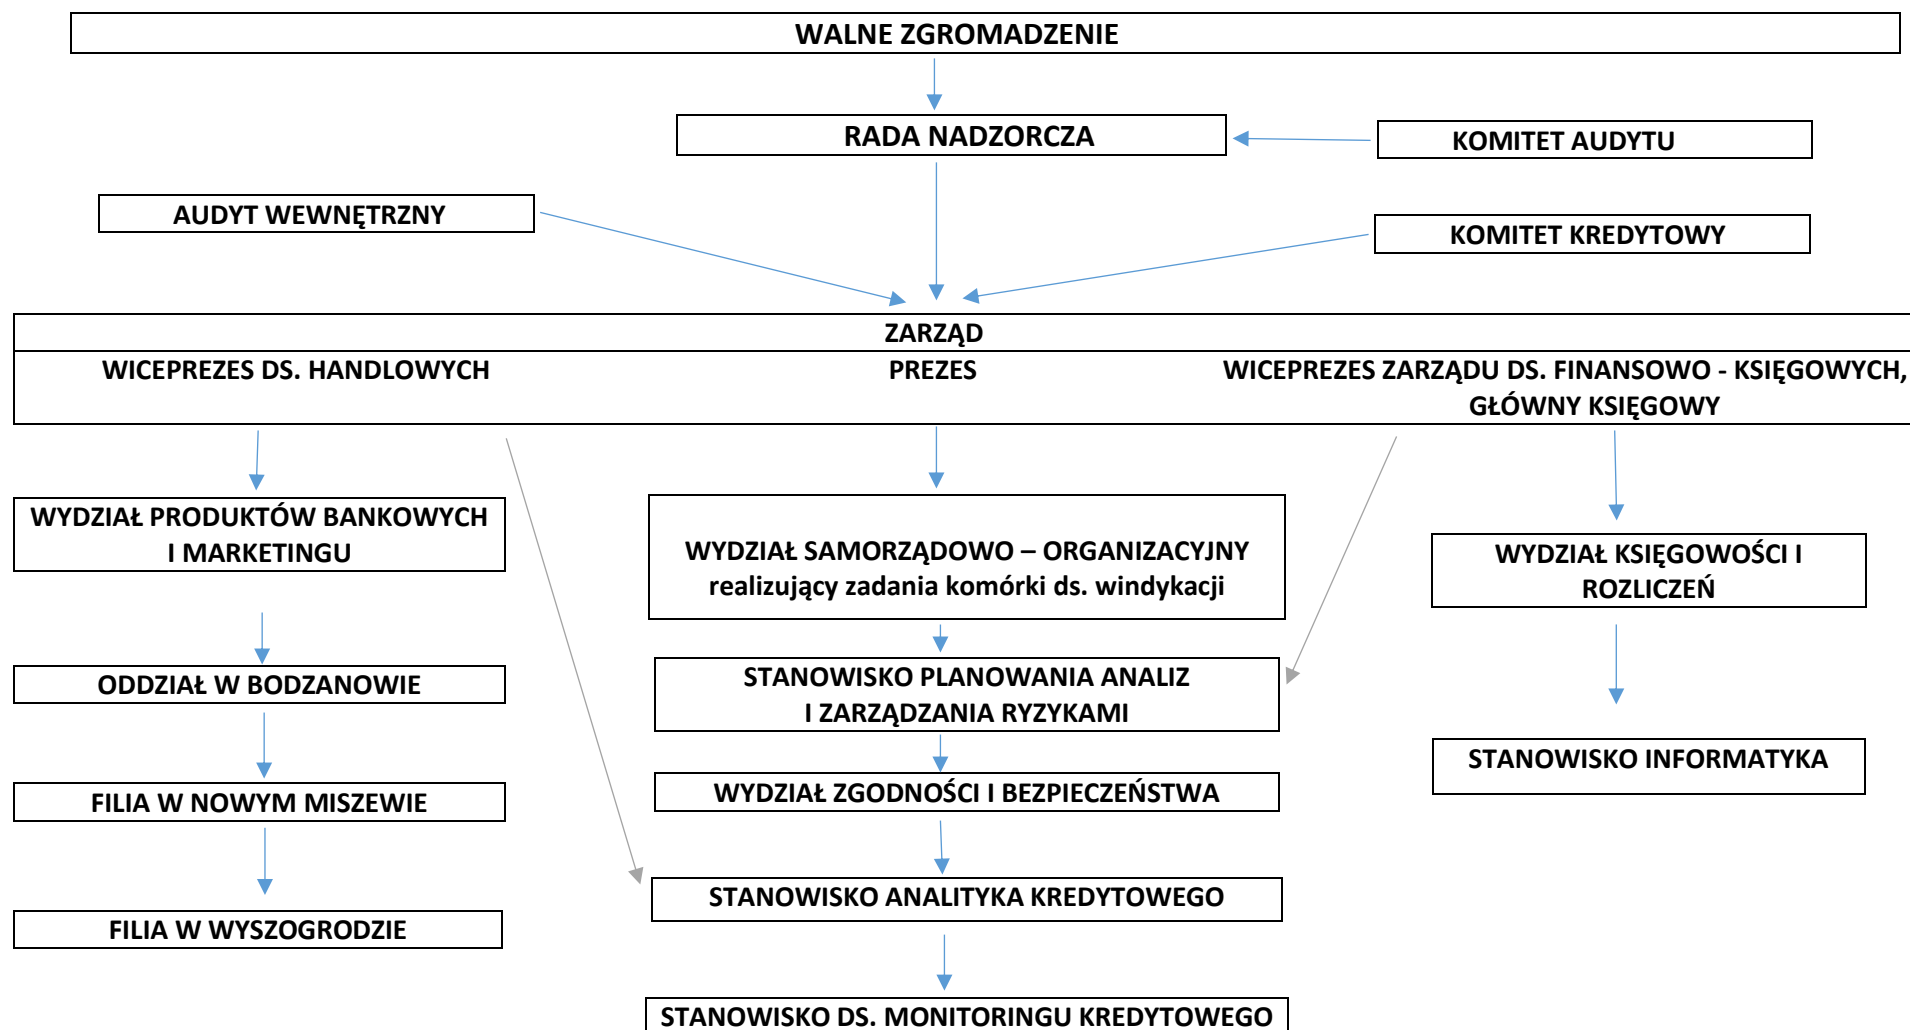 WALNE ZGROMADZENIE
RADA NADZORCZA
KOMITET AUDYTU
AUDYT WEWNĘTRZNY
KOMITET KREDYTOWY
ZARZĄD
WICEPREZES DS. HANDLOWYCH
PREZES
WICEPREZES ZARZĄDU DS. FINANSOWO - KSIĘGOWYCH,
GŁÓWNY KSIĘGOWY
WYDZIAŁ PRODUKTÓW BANKOWYCH
I MARKETINGU
ODDZIAŁ W BODZANOWIE
FILIA W NOWYM MISZEWIE
FILIA W WYSZOGRODZIE
WYDZIAŁ SAMORZĄDOWO – ORGANIZACYJNY
realizujący zadania komórki ds. windykacji
STANOWISKO PLANOWANIA ANALIZ
I ZARZĄDZANIA RYZYKAMI
WYDZIAŁ ZGODNOŚCI I BEZPIECZEŃSTWA
STANOWISKO ANALITYKA KREDYTOWEGO
STANOWISKO DS. MONITORINGU KREDYTOWEGO
WYDZIAŁ KSIĘGOWOŚCI I
ROZLICZEŃ
STANOWISKO INFORMATYKA